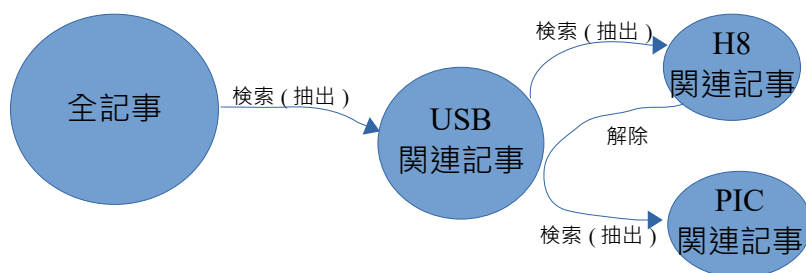 全記事
検索 ( 抽出 )
USB
関連記事
検索 ( 抽出 )
H8
関連記事
解除
検索 ( 抽出 )
PIC
関連記事